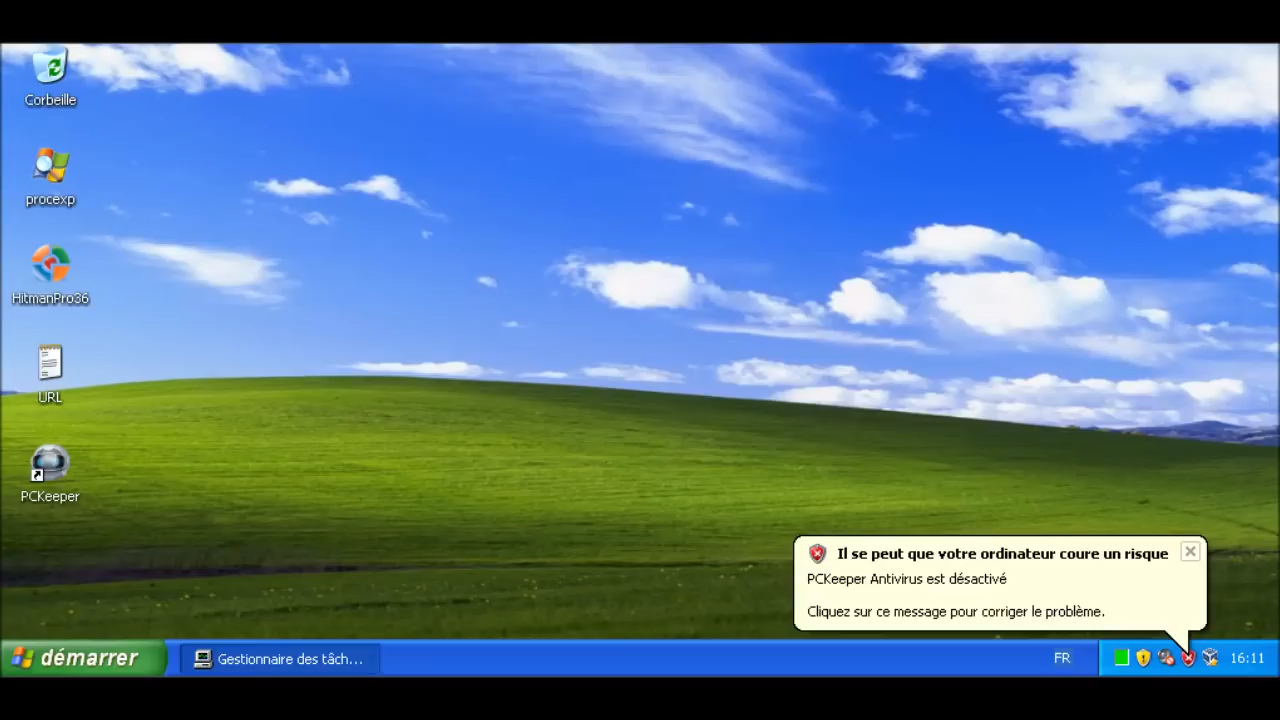 Corbeille
procexp
HitmanPro36
URL
PCKeeper
Il se peut que votre ordinateur coure un risque
PCKeeper Antivirus est désactivé
Cliquez sur ce message pour corriger le problème.
démarrer
Gestionnaire des tâch...
FR
16:11